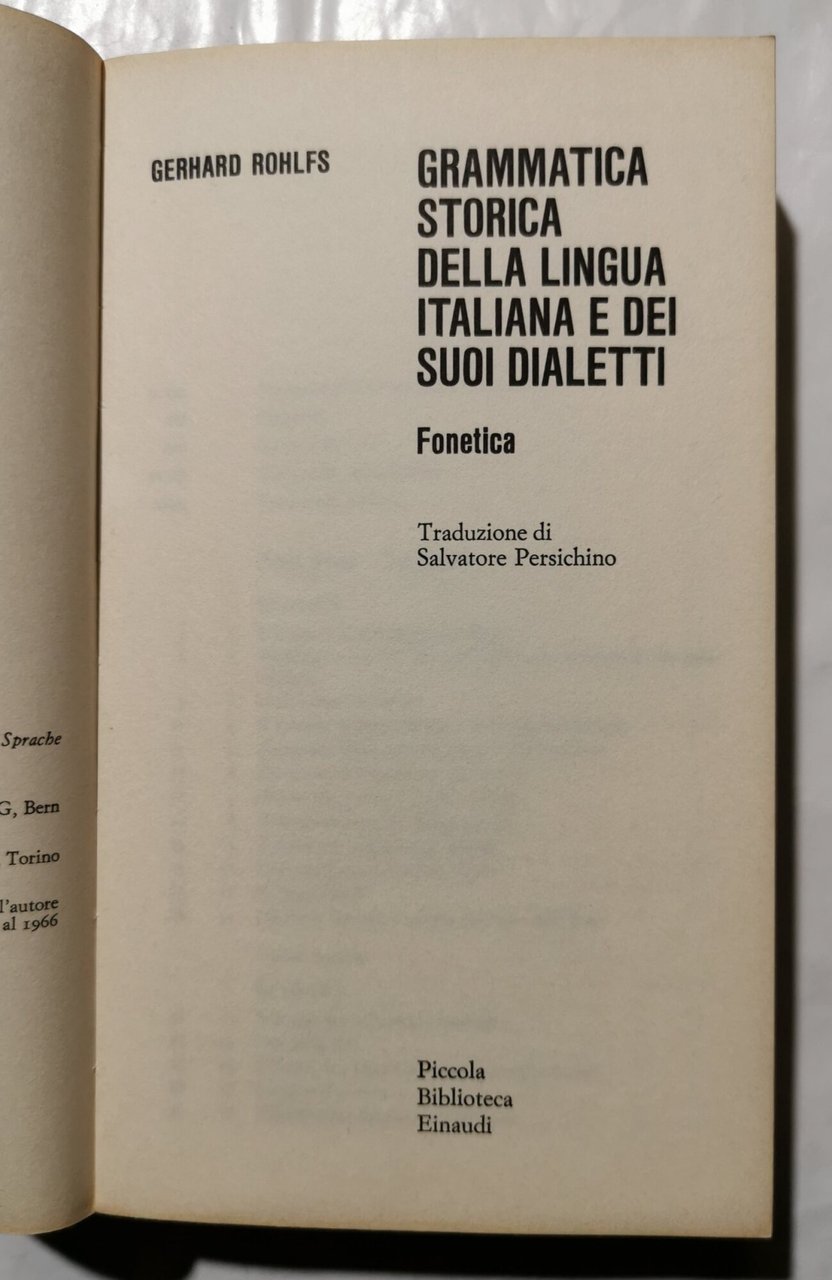 Sprache
G, Bern
Torino
l'autore
al 1966
GERHARD ROHLFS
GRAMMATICA
STORICA
DELLA LINGUA
ITALIANA E DEI
SUOI DIALETTI
Fonetica
Traduzione di
Salvatore Persichino
Piccola
Biblioteca
Einaudi